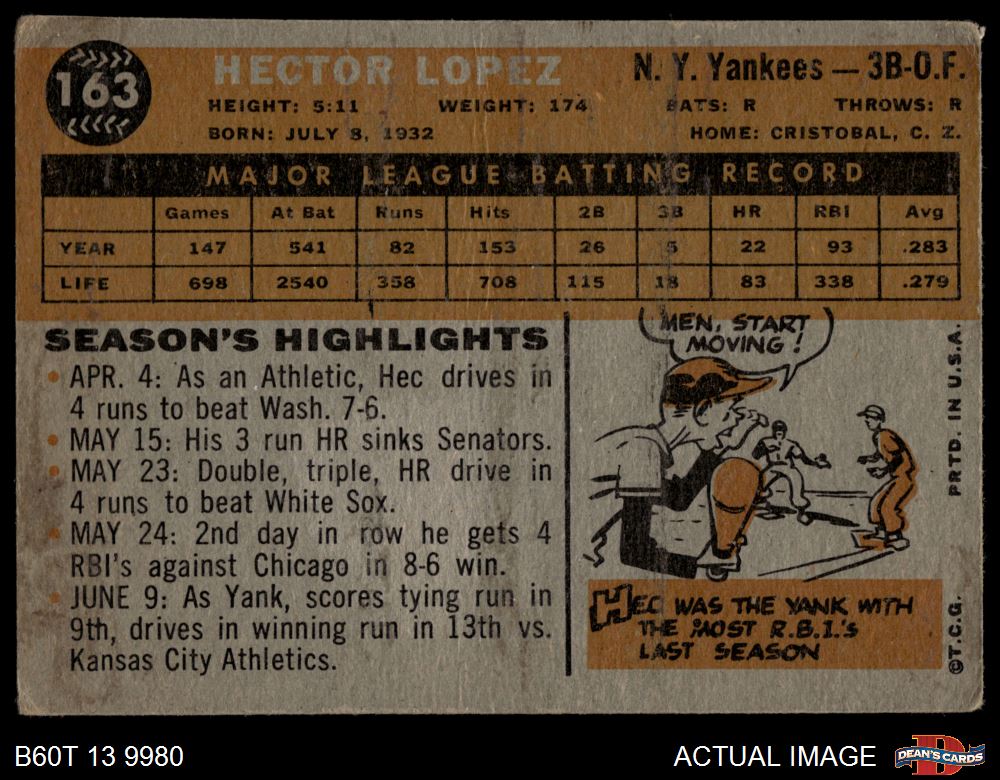 163
HECTOR LOPEZ
N. Y. Yankees — 3B-O.F.
HEIGHT: 5:11 WEIGHT: 174 BATS: R THROWS: R
BORN: JULY 8, 1932 HOME: CRISTOBAL, C. Z.
MAJOR LEAGUE BATTING RECORD
Games At Bat Runs Hits 2B 3B HR RBI Avg
YEAR 147 541 82 153 26 5 22 93 .283
LIFE 698 2540 358 708 115 18 83 338 .279
SEASON'S HIGHLIGHTS
• APR. 4: As an Athletic, Hec drives in
4 runs to beat Wash. 7-6.
• MAY 15: His 3 run HR sinks Senators.
• MAY 23: Double, triple, HR drive in
4 runs to beat White Sox.
• MAY 24: 2nd day in row he gets 4
RBI's against Chicago in 8-6 win.
• JUNE 9: As Yank, scores tying run in
9th, drives in winning run in 13th vs.
Kansas City Athletics.
MEN, START
MOVING!
HEC WAS THE YANK WITH
THE MOST R.B.I.'S
LAST SEASON
©T.C.G. PRTD. IN U.S.A.
B60T 13 9980
ACTUAL IMAGE
D
DEAN'S CARDS